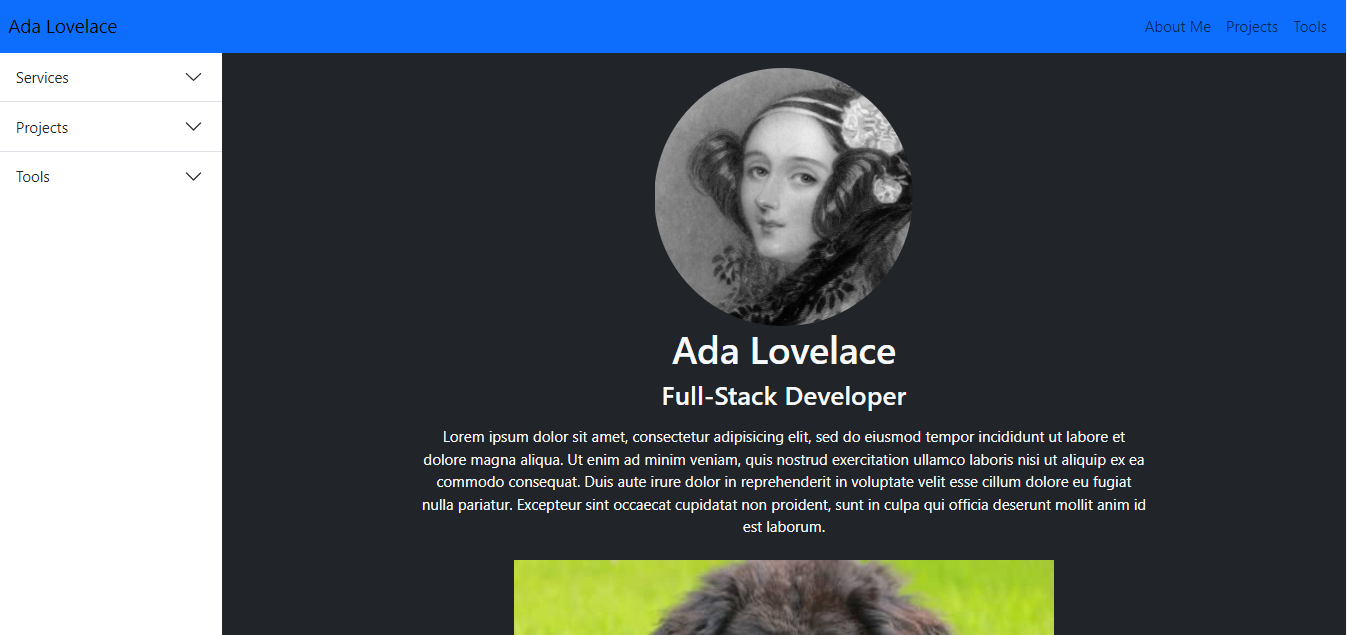 Ada Lovelace
About Me Projects Tools
Services
Projects
Tools
Ada Lovelace
Full-Stack Developer
Lorem ipsum dolor sit amet, consectetur adipisicing elit, sed do eiusmod tempor incididunt ut labore et
dolore magna aliqua. Ut enim ad minim veniam, quis nostrud exercitation ullamco laboris nisi ut aliquip ex ea
commodo consequat. Duis aute irure dolor in reprehenderit in voluptate velit esse cillum dolore eu fugiat
nulla pariatur. Excepteur sint occaecat cupidatat non proident, sunt in culpa qui officia deserunt mollit anim id
est laborum.